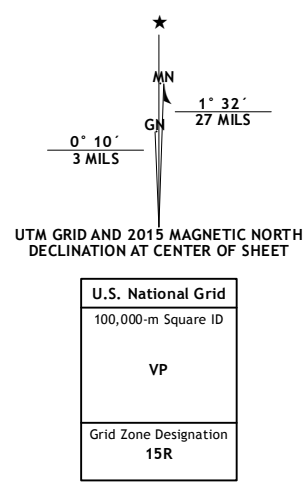 ★
MN
1° 32´
27 MILS
GN
0° 10´
3 MILS
UTM GRID AND 2015 MAGNETIC NORTH
DECLINATION AT CENTER OF SHEET
U.S. National Grid
100,000-m Square ID
VP
Grid Zone Designation
15R